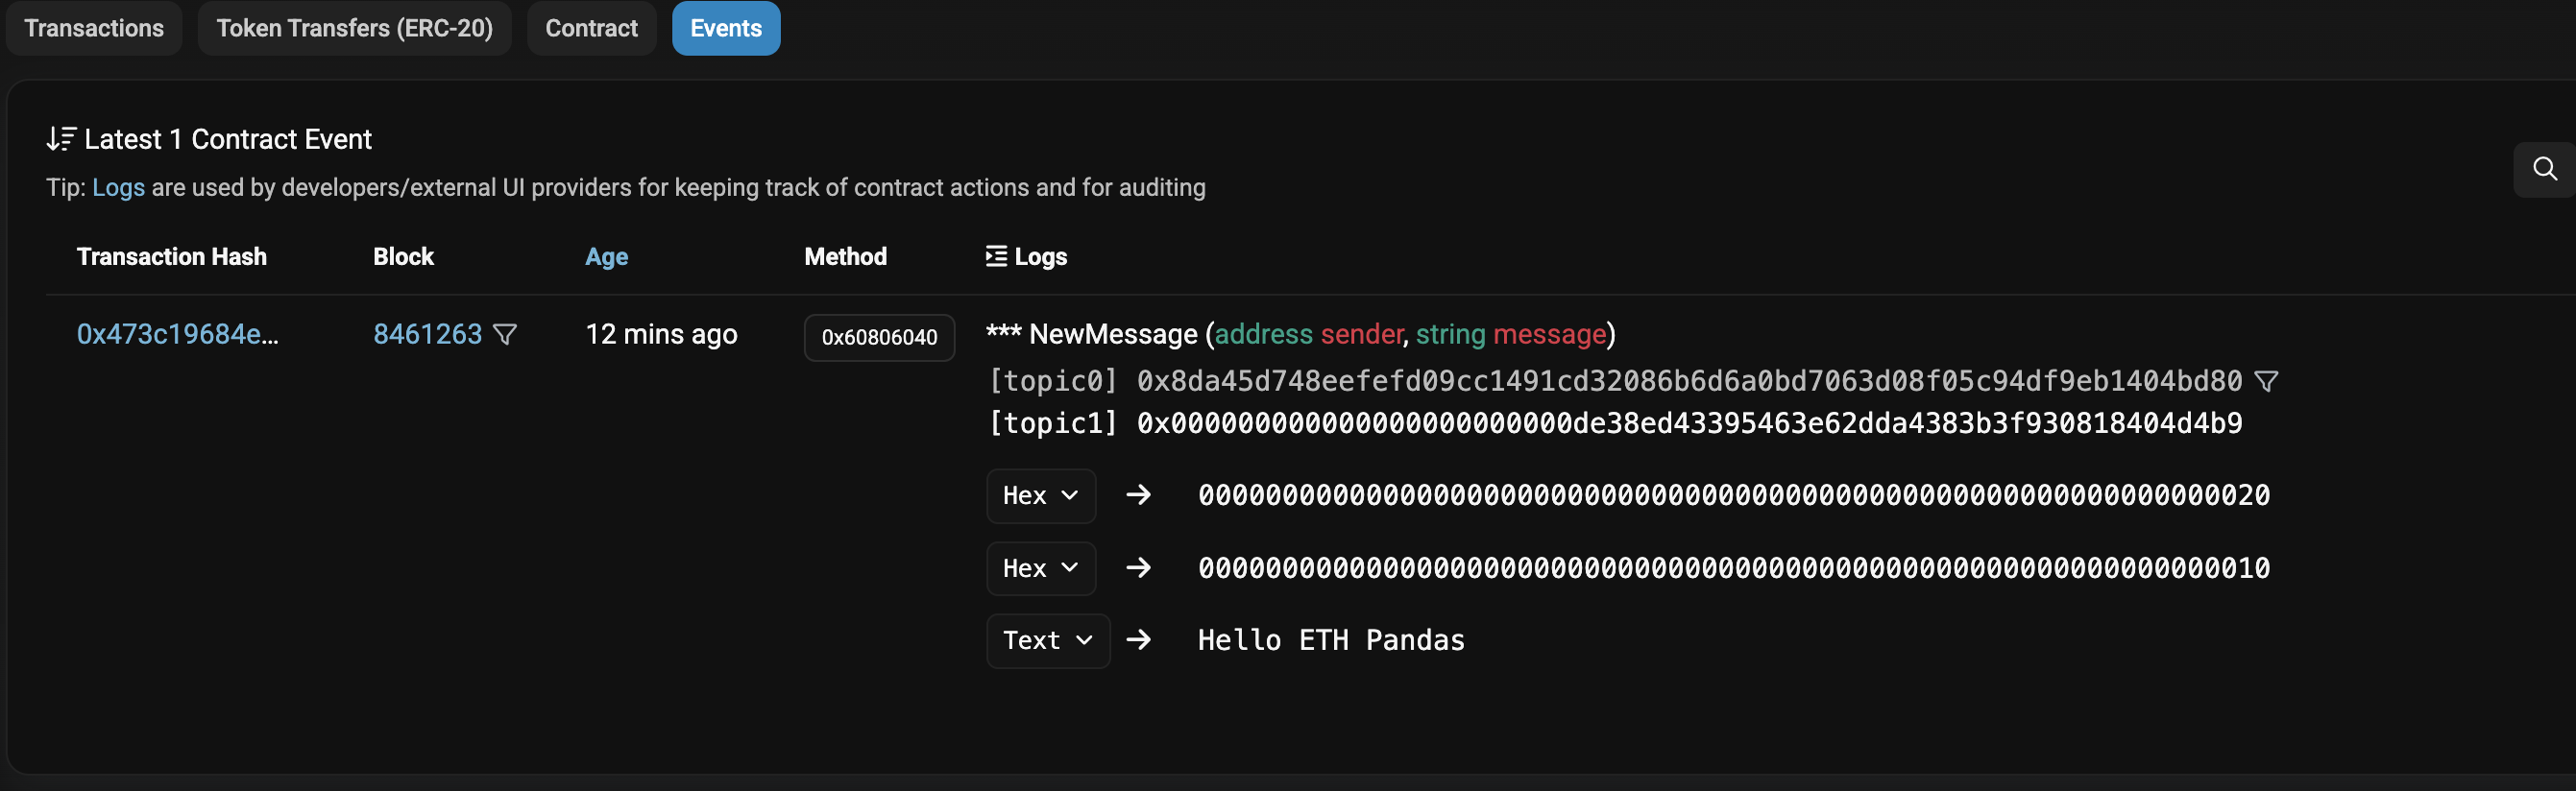 Transactions
Token Transfers (ERC-20)
Contract
Events
Latest 1 Contract Event
Tip: Logs are used by developers/external UI providers for keeping track of contract actions and for auditing
Transaction Hash Block Age Method Logs
0x473c19684e... 8461263 12 mins ago 0x60806040 *** NewMessage (address sender, string message)
[topic0] 0x8da45d748eefefd09cc1491cd32086b6d6a0bd7063d08f05c94df9eb1404bd80
[topic1] 0x000000000000000000000000de38ed43395463e62dda4383b3f930818404d4b9
Hex → 0000000000000000000000000000000000000000000000000000000000000020
Hex → 0000000000000000000000000000000000000000000000000000000000000010
Text → Hello ETH Pandas